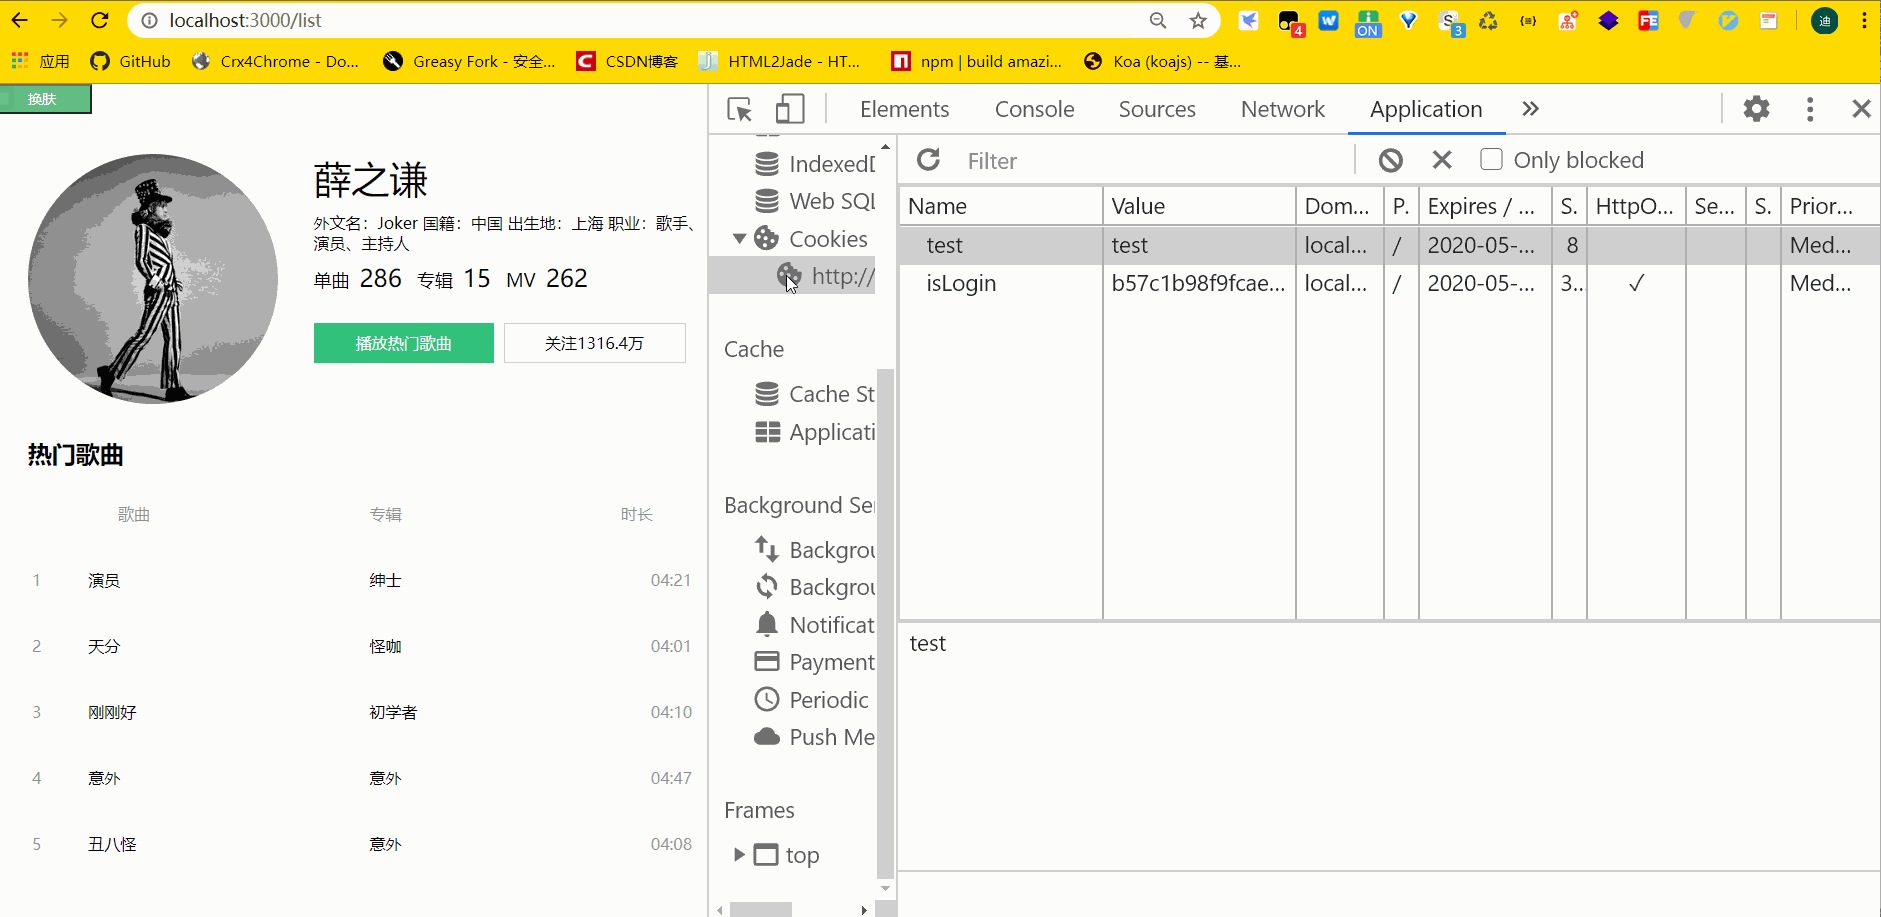 localhost:3000/list
4
ON
3
迪
应用
GitHub
Crx4Chrome - Do...
Greasy Fork - 安全...
CSDN博客
HTML2Jade - HT...
npm | build amazi...
Koa (koajs) -- 基...
换肤
薛之谦
外文名：Joker 国籍：中国 出生地：上海 职业：歌手、
演员、主持人
单曲 286 专辑 15 MV 262
播放热门歌曲
关注1316.4万
热门歌曲
歌曲 专辑 时长
1 演员 绅士 04:21
2 天分 怪咖 04:01
3 刚刚好 初学者 04:10
4 意外 意外 04:47
5 丑八怪 意外 04:08
Elements Console Sources Network Application
IndexedD
Web SQL
Cookies
http://
Cache
Cache St
Applicati
Background Se
Backgrou
Backgrou
Notificat
Payment
Periodic
Push Me
Frames
top
Filter
Only blocked
Name Value Dom... P. Expires / ... S. HttpO... Se... S. Prior...
test test local... / 2020-05-... 8 Med...
isLogin b57c1b98f9fcae... local... / 2020-05-... 3... ✓ Med...
test